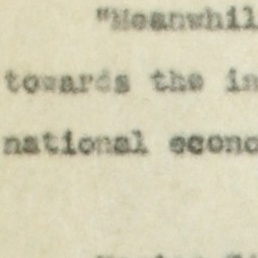 "Meanwhil
towards the in
national econo